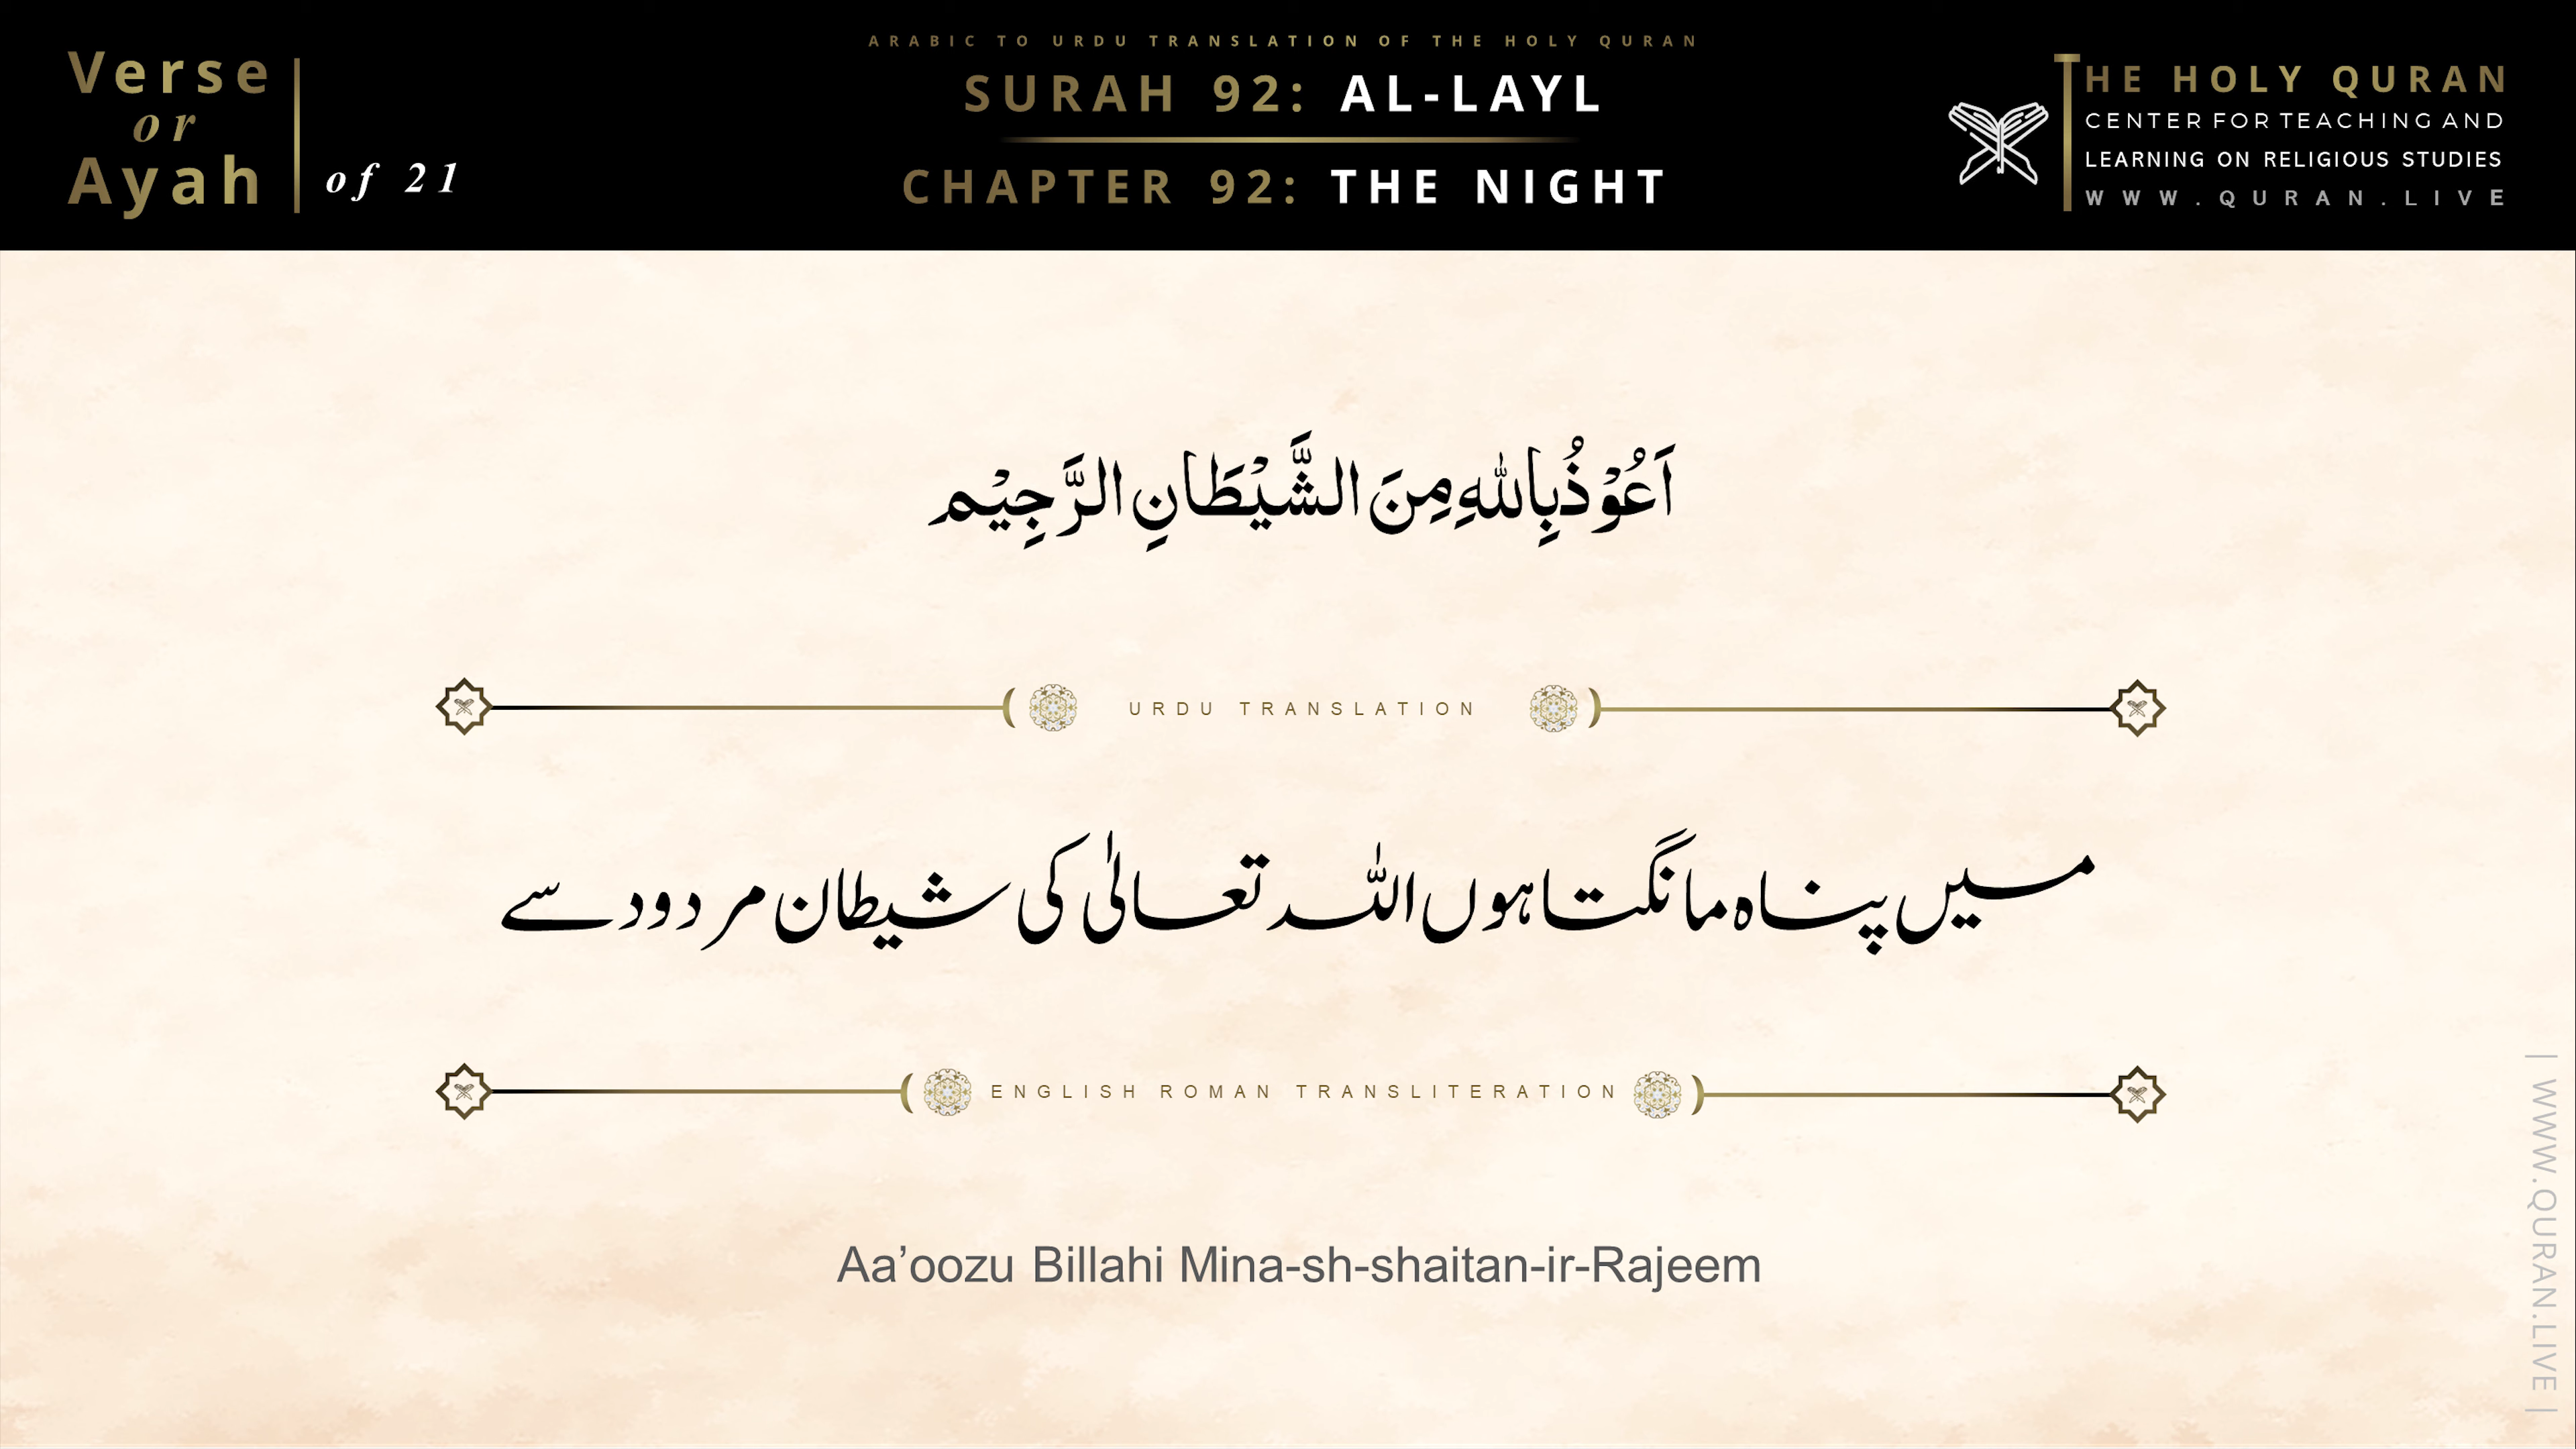 Verse
or
Ayah
of 21
ARABIC TO URDU TRANSLATION OF THE HOLY QURAN
SURAH 92: AL-LAYL
CHAPTER 92: THE NIGHT
THE HOLY QURAN
CENTER FOR TEACHING AND
LEARNING ON RELIGIOUS STUDIES
WWW.QURAN.LIVE
اَعُوْذُ بِاللّٰهِ مِنَ الشَّيْطَانِ الرَّجِيْم
URDU TRANSLATION
میں پناہ مانگتا ہوں اللہ تعالٰی کی شیطان مردود سے
ENGLISH ROMAN TRANSLITERATION
Aa’oozu Billahi Mina-sh-shaitan-ir-Rajeem
| WWW.QURAN.LIVE |